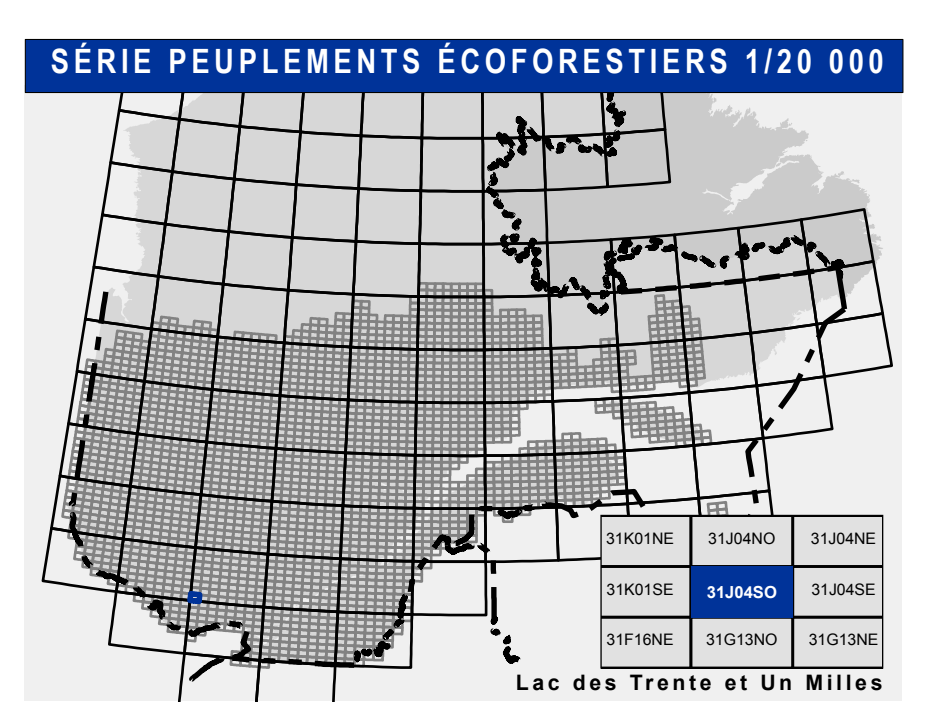 SÉRIE PEUPLEMENTS ÉCOFORESTIERS 1/20 000
31K01NE 31J04NO 31J04NE
31K01SE 31J04SO 31J04SE
31F16NE 31G13NO 31G13NE
Lac des Trente et Un Milles